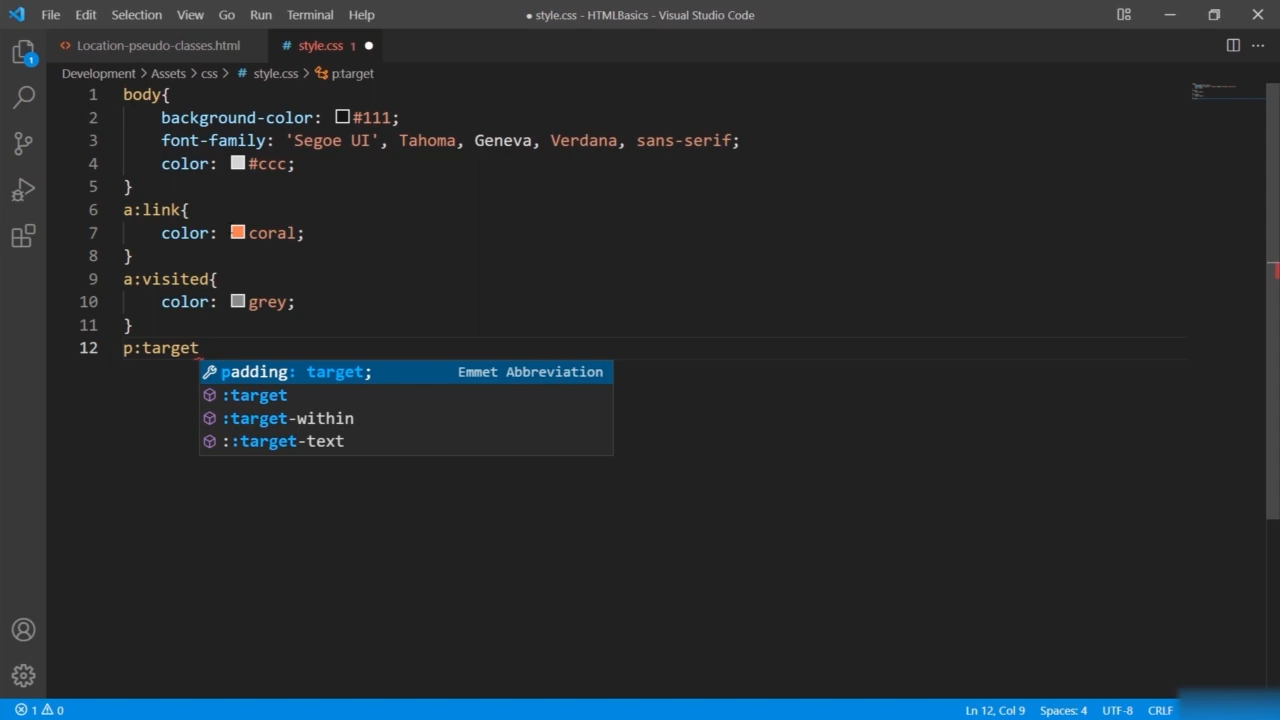 File Edit Selection View Go Run Terminal Help ● style.css - HTMLBasics - Visual Studio Code
<> Location-pseudo-classes.html # style.css 1 ●
Development > Assets > css > # style.css > p:target
1 body{
2 background-color: #111;
3 font-family: 'Segoe UI', Tahoma, Geneva, Verdana, sans-serif;
4 color: #ccc;
5 }
6 a:link{
7 color: coral;
8 }
9 a:visited{
10 color: grey;
11 }
12 p:target
padding: target; Emmet Abbreviation
:target
:target-within
::target-text
1
1 0 Ln 12, Col 9 Spaces: 4 UTF-8 CRLF